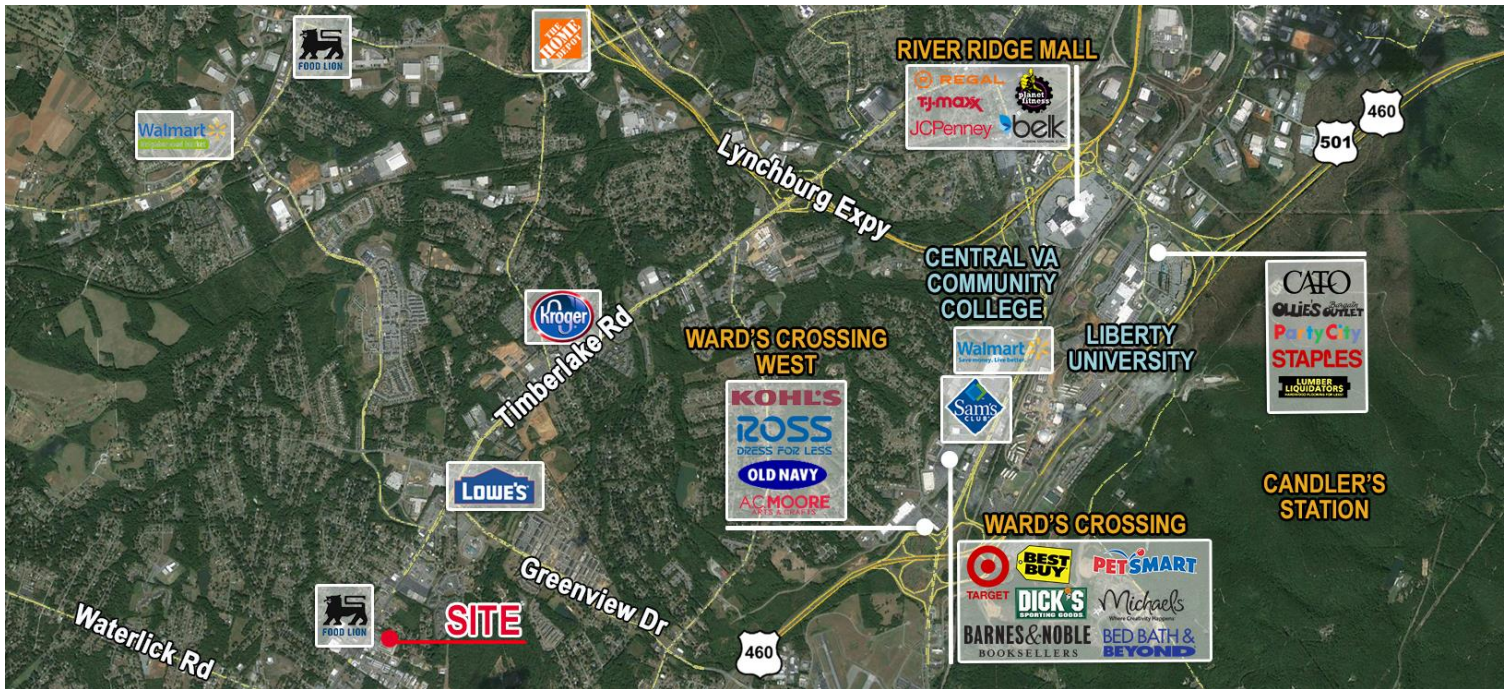 FOOD LION
THE
HOME
DEPOT
Walmart
Lynchburg Expy
RIVER RIDGE MALL
REGAL
TJ-maxx
planet
fitness
JCPenney
belk
460
501
Kroger
Timberlake Rd
CENTRAL VA
COMMUNITY
COLLEGE
Walmart
Save money. Live better.
Sam's
CLUB
LIBERTY
UNIVERSITY
CATO
OLLIE'S Bargain
OUTLET
Party City
STAPLES
LUMBER
LIQUIDATORS
HARDWOOD FLOORING FOR LESS!
WARD'S CROSSING
WEST
KOHL'S
ROSS
DRESS FOR LESS
OLD NAVY
A.C.MOORE
ARTS & CRAFTS
CANDLER'S
STATION
LOWE'S
Greenview Dr
WARD'S CROSSING
TARGET
BEST
BUY
PETSMART
DICK'S
SPORTING GOODS
Michaels
Where Creativity Happens
BARNES&NOBLE
BOOKSELLERS
BED BATH &
BEYOND
FOOD LION
SITE
Waterlick Rd
460